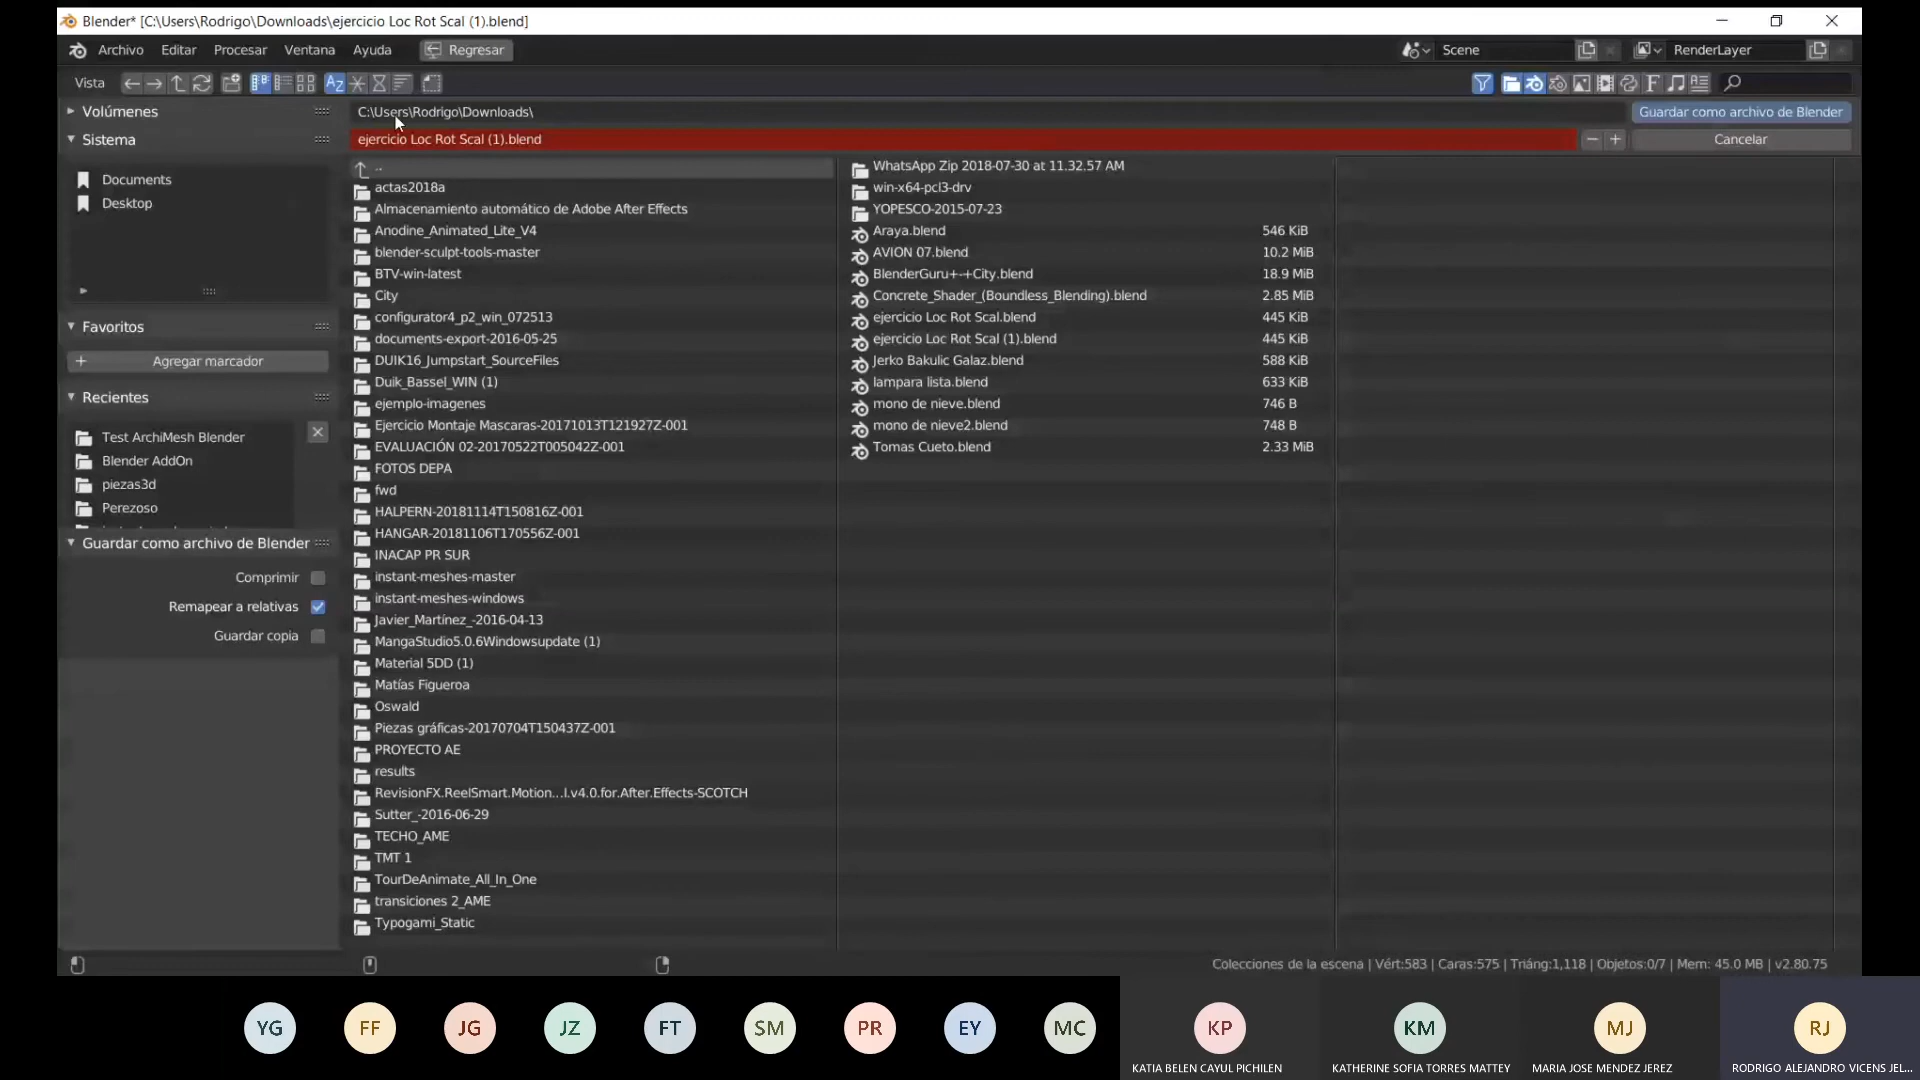 Blender* [C:\Users\Rodrigo\Downloads\ejercicio Loc Rot Scal (1).blend]
Archivo Editar Procesar Ventana Ayuda Regresar Scene RenderLayer
Vista
Volúmenes
C:\Users\Rodrigo\Downloads\
Guardar como archivo de Blender
Sistema
ejercicio Loc Rot Scal (1).blend
Cancelar
Documents
Desktop
Favoritos
Agregar marcador
Recientes
Test ArchiMesh Blender
Blender AddOn
piezas3d
Perezoso
Guardar como archivo de Blender
Comprimir
Remapear a relativas
Guardar copia
..
actas2018a
Almacenamiento automático de Adobe After Effects
Anodine_Animated_Lite_V4
blender-sculpt-tools-master
BTV-win-latest
City
configurator4_p2_win_072513
documents-export-2016-05-25
DUIK16_Jumpstart_SourceFiles
Duik_Bassel_WIN (1)
ejemplo-imagenes
Ejercicio Montaje Mascaras-20171013T121927Z-001
EVALUACIÓN 02-20170522T005042Z-001
FOTOS DEPA
fwd
HALPERN-20181114T150816Z-001
HANGAR-20181106T170556Z-001
INACAP PR SUR
instant-meshes-master
instant-meshes-windows
Javier_Martínez_-2016-04-13
MangaStudio5.0.6Windowsupdate (1)
Material 5DD (1)
Matías Figueroa
Oswald
Piezas gráficas-20170704T150437Z-001
PROYECTO AE
results
RevisionFX.ReelSmart.Motion...l.v4.0.for.After.Effects-SCOTCH
Sutter_-2016-06-29
TECHO_AME
TMT 1
TourDeAnimate_All_In_One
transiciones 2_AME
Typogami_Static
WhatsApp Zip 2018-07-30 at 11.32.57 AM
win-x64-pcl3-drv
YOPESCO-2015-07-23
Araya.blend 546 KiB
AVION 07.blend 10.2 MiB
BlenderGuru+-+City.blend 18.9 MiB
Concrete_Shader_(Boundless_Blending).blend 2.85 MiB
ejercicio Loc Rot Scal.blend 445 KiB
ejercicio Loc Rot Scal (1).blend 445 KiB
Jerko Bakulic Galaz.blend 588 KiB
lampara lista.blend 633 KiB
mono de nieve.blend 746 B
mono de nieve2.blend 748 B
Tomas Cueto.blend 2.33 MiB
Colecciones de la escena | Vért:583 | Caras:575 | Triáng:1,118 | Objetos:0/7 | Mem: 45.0 MB | v2.80.75
YG FF JG JZ FT SM PR EY MC KP KM MJ RJ
KATIA BELEN CAYUL PICHILEN
KATHERINE SOFIA TORRES MATTEY
MARIA JOSE MENDEZ JEREZ
RODRIGO ALEJANDRO VICENS JEL...